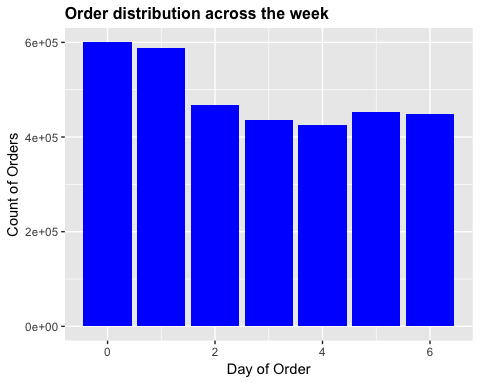 Order distribution across the week
Count of Orders
6e+05
4e+05
2e+05
0e+00
0 2 4 6
Day of Order